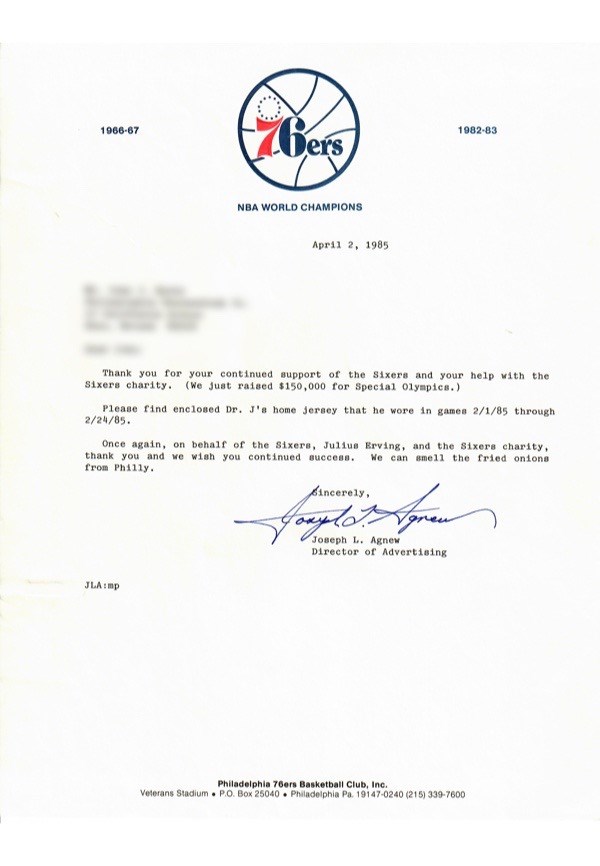 76ers
1966-67
1982-83
NBA WORLD CHAMPIONS
April 2, 1985
Thank you for your continued support of the Sixers and your help with the
Sixers charity. (We just raised $150,000 for Special Olympics.)
Please find enclosed Dr. J's home jersey that he wore in games 2/1/85 through
2/24/85.
Once again, on behalf of the Sixers, Julius Erving, and the Sixers charity,
thank you and we wish you continued success. We can smell the fried onions
from Philly.
Sincerely,
Joseph L. Agnew
Joseph L. Agnew
Director of Advertising
JLA:mp
Philadelphia 76ers Basketball Club, Inc.
Veterans Stadium • P.O. Box 25040 • Philadelphia Pa. 19147-0240 (215) 339-7600